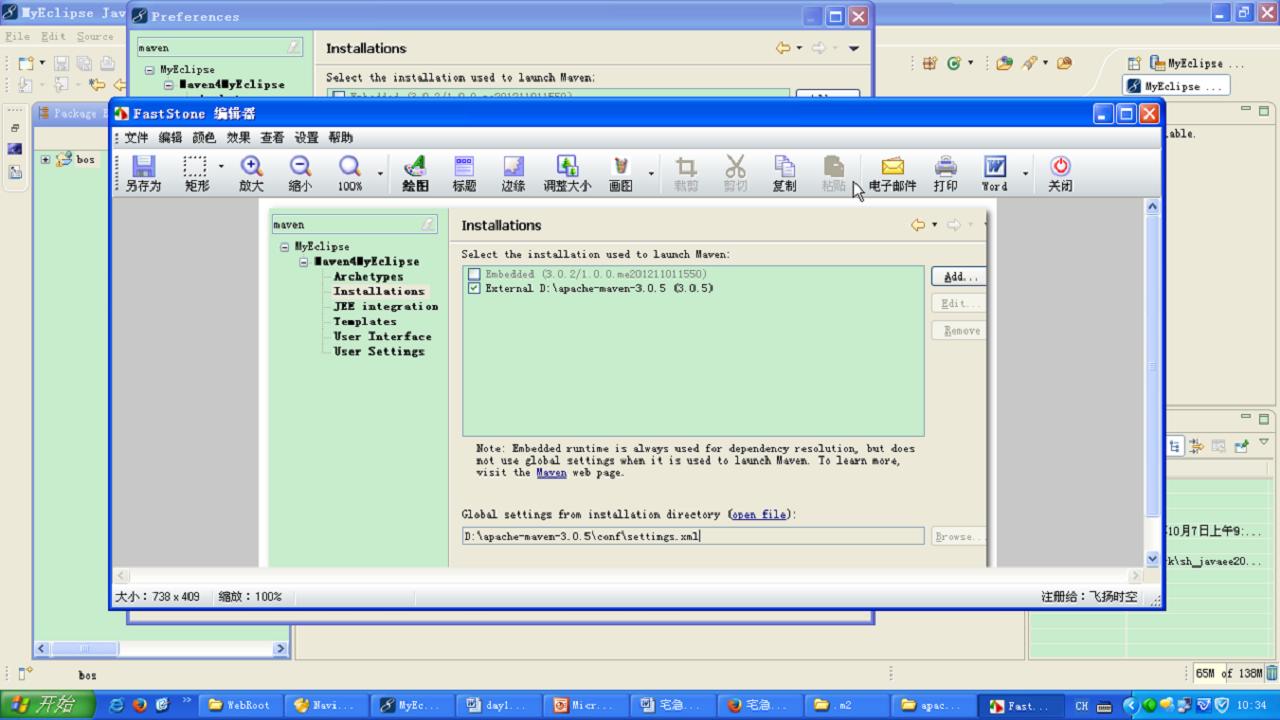 MyEclipse Jav
Preferences
File Edit Source
maven
Installations
MyEclipse
Maven4MyEclipse
Select the installation used to launch Maven:
MyEclipse ...
MyEclipse ...
Package
bos
FastStone 编辑器
文件 编辑 颜色 效果 查看 设置 帮助
另存为 矩形 放大 缩小 100% 绘图 标题 边缘 调整大小 画图 裁剪 剪切 复制 粘贴 电子邮件 打印 Word 关闭
able.
maven
Installations
MyEclipse
Maven4MyEclipse
Archetypes
Installations
JEE integration
Templates
User Interface
User Settings
Select the installation used to launch Maven:
Embedded (3.0.2/1.0.0.me201211011550)
External D:\apache-maven-3.0.5 (3.0.5)
Add...
Edit...
Remove
Note: Embedded runtime is always used for dependency resolution, but does
not use global settings when it is used to launch Maven. To learn more,
visit the Maven web page.
Global settings from installation directory (open file):
D:\apache-maven-3.0.5\conf\settings.xml
Browse..
10月7日上午9:...
k\sh_javaee20...
大小：738 x 409 缩放：100% 注册给：飞扬时空
bos
65M of 138M
开始 WebRoot Navi... MyEc... day1... Micr... 宅急... 宅急... .m2 apac... Fast... CH 10:34